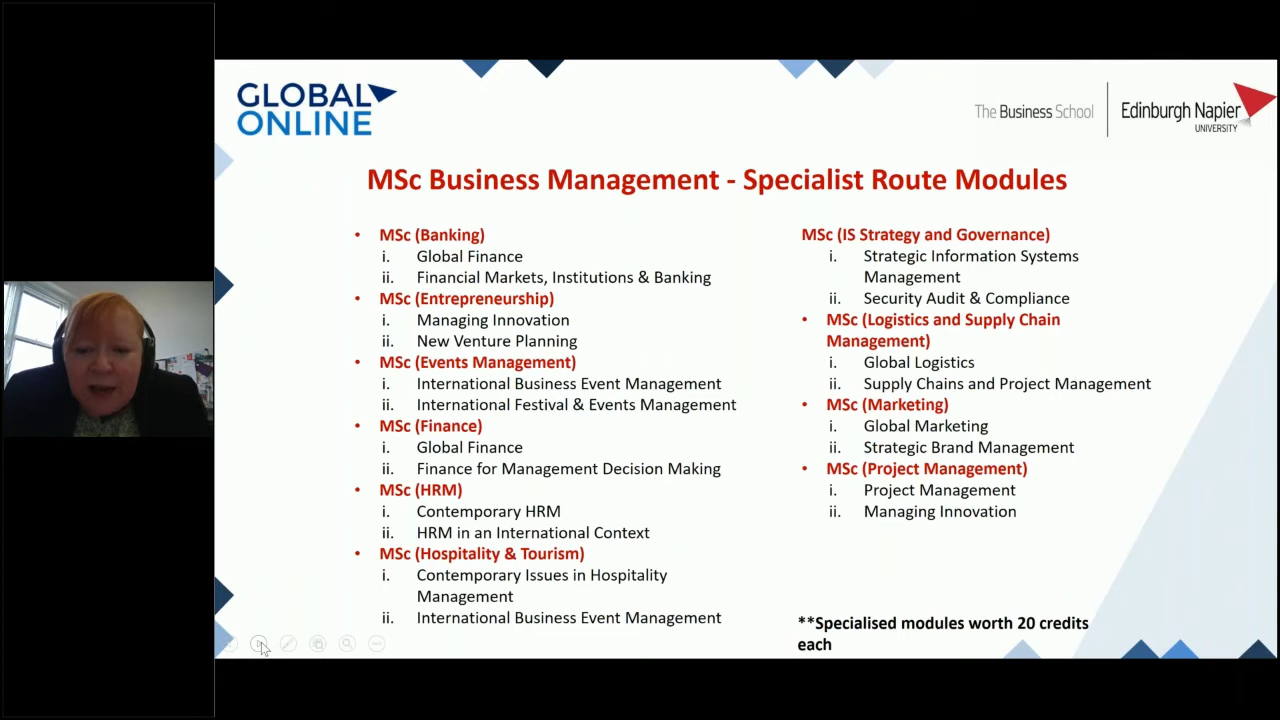 GLOBAL
ONLINE
The Business School
Edinburgh Napier
UNIVERSITY
MSc Business Management - Specialist Route Modules
• MSc (Banking)
i. Global Finance
ii. Financial Markets, Institutions & Banking
• MSc (Entrepreneurship)
i. Managing Innovation
ii. New Venture Planning
• MSc (Events Management)
i. International Business Event Management
ii. International Festival & Events Management
• MSc (Finance)
i. Global Finance
ii. Finance for Management Decision Making
• MSc (HRM)
i. Contemporary HRM
ii. HRM in an International Context
• MSc (Hospitality & Tourism)
i. Contemporary Issues in Hospitality
Management
ii. International Business Event Management
MSc (IS Strategy and Governance)
i. Strategic Information Systems
Management
ii. Security Audit & Compliance
• MSc (Logistics and Supply Chain
Management)
i. Global Logistics
ii. Supply Chains and Project Management
• MSc (Marketing)
i. Global Marketing
ii. Strategic Brand Management
• MSc (Project Management)
i. Project Management
ii. Managing Innovation
**Specialised modules worth 20 credits
each